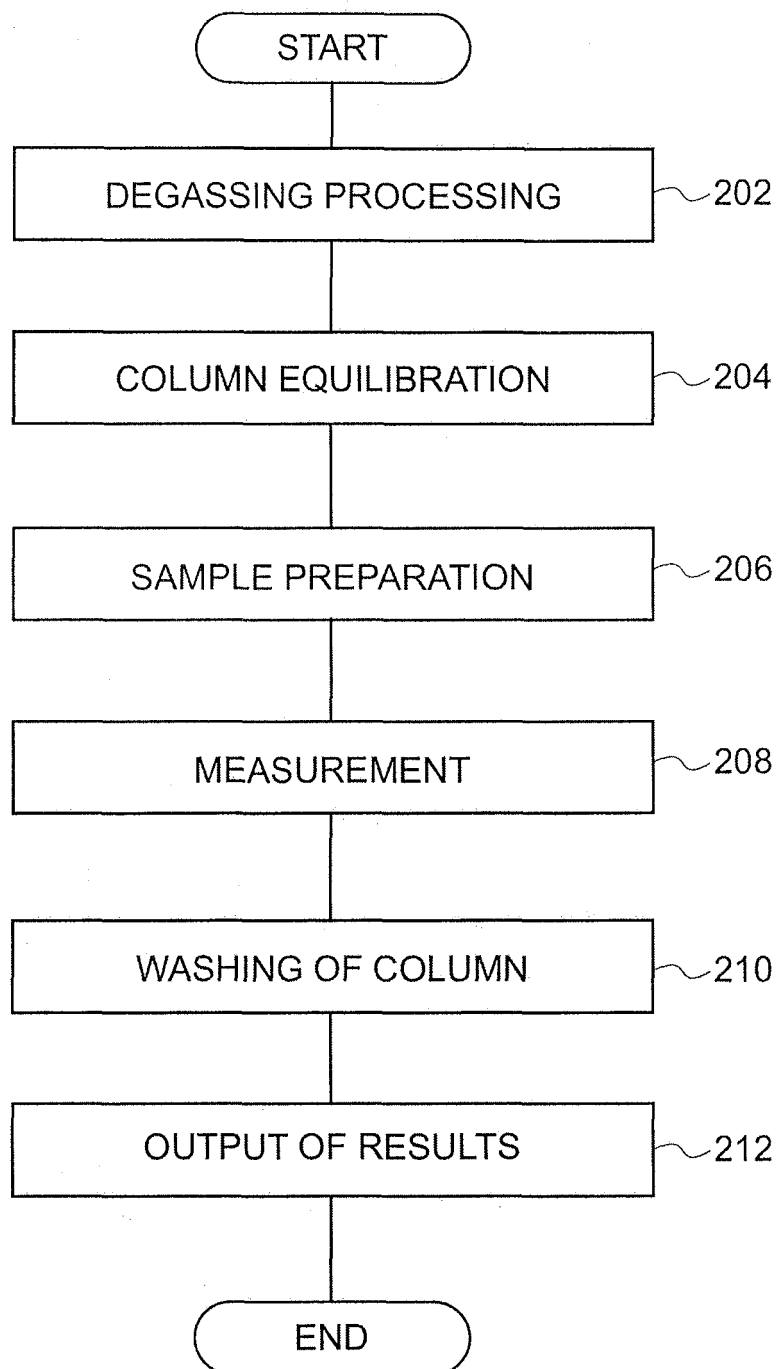 START
DEGASSING PROCESSING 202
COLUMN EQUILIBRATION 204
SAMPLE PREPARATION 206
MEASUREMENT 208
WASHING OF COLUMN 210
OUTPUT OF RESULTS 212
END